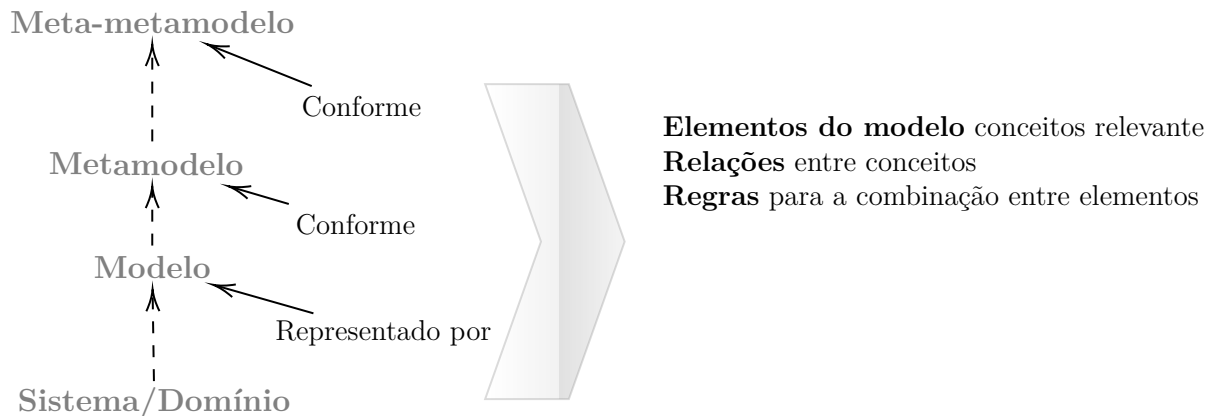 Meta-metamodelo
Conforme
Metamodelo
Conforme
Modelo
Representado por
Sistema/Domínio
Elementos do modelo conceitos relevante
Relações entre conceitos
Regras para a combinação entre elementos